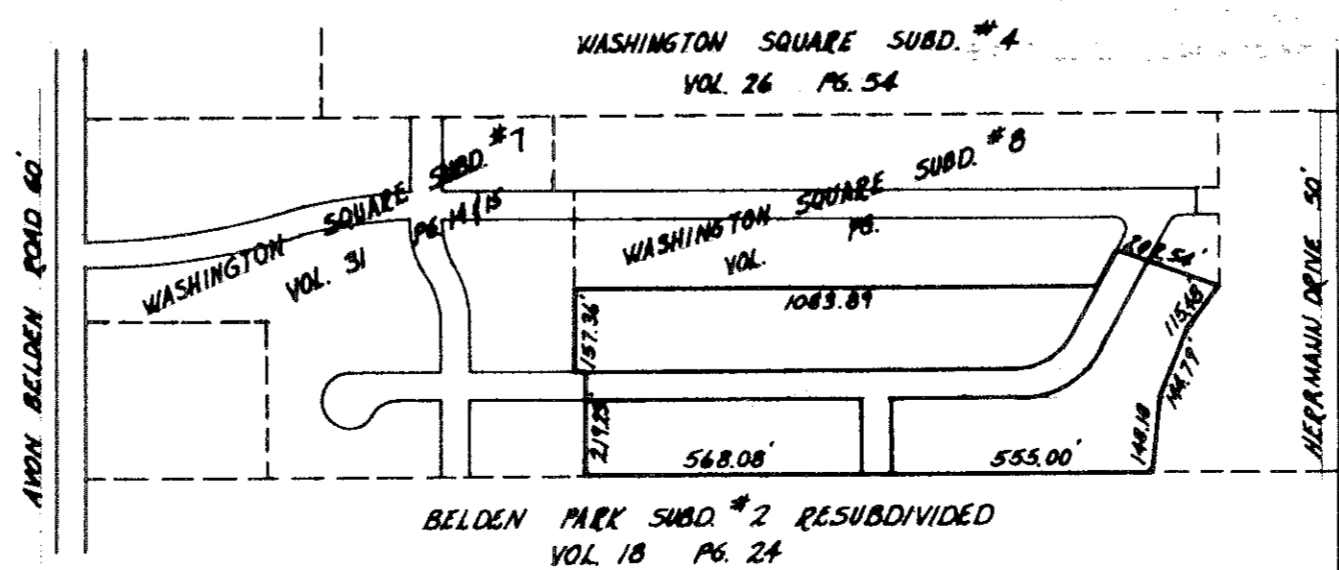 WASHINGTON SQUARE SUBD. #4
VOL. 26 PG. 54
AVON BELDEN ROAD 60'
WASHINGTON SQUARE SUBD. #7
VOL. 31 PG. 14/15
WASHINGTON SQUARE SUBD. #8
VOL. PG.
202.54'
1083.89
157.36'
115.48'
144.79'
148.18
219.25'
568.08'
555.00'
HERRMANN DRIVE 50'
BELDEN PARK SUBD. #2 RESUBDIVIDED
VOL. 18 PG. 24